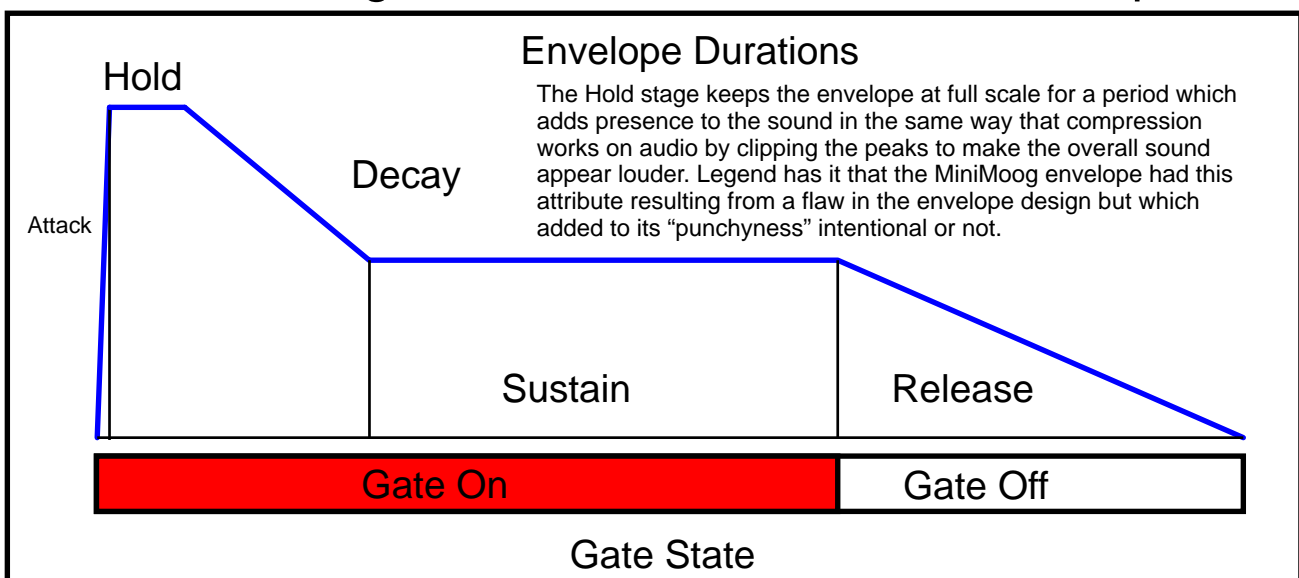 Envelope Durations
Hold
The Hold stage keeps the envelope at full scale for a period which
adds presence to the sound in the same way that compression
works on audio by clipping the peaks to make the overall sound
appear louder. Legend has it that the MiniMoog envelope had this
attribute resulting from a flaw in the envelope design but which
added to its “punchyness” intentional or not.
Decay
Attack
Sustain
Release
Gate On
Gate Off
Gate State